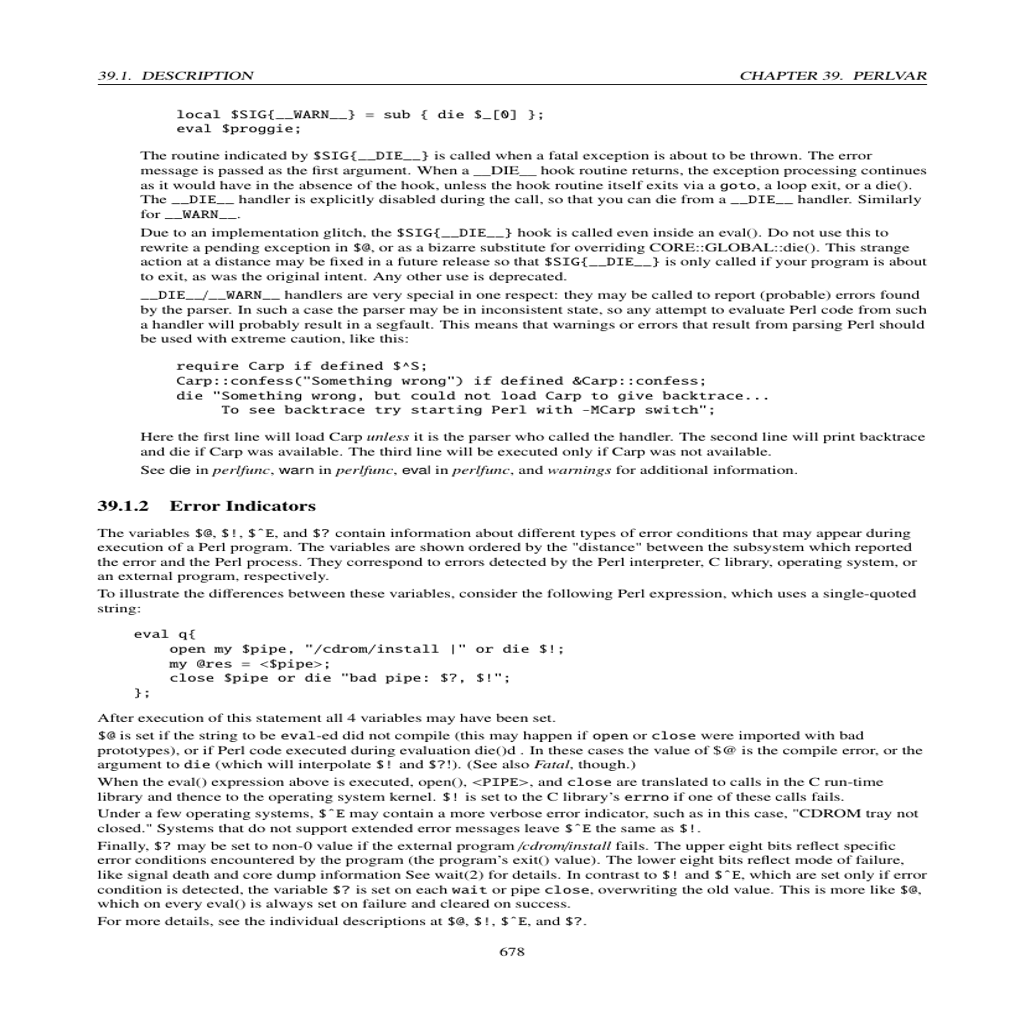 39.1. DESCRIPTION CHAPTER 39. PERLVAR
local $SIG{__WARN__} = sub { die $_[0] };
eval $proggie;
The routine indicated by $SIG{__DIE__} is called when a fatal exception is about to be thrown. The error
message is passed as the first argument. When a __DIE__ hook routine returns, the exception processing continues
as it would have in the absence of the hook, unless the hook routine itself exits via a goto, a loop exit, or a die().
The __DIE__ handler is explicitly disabled during the call, so that you can die from a __DIE__ handler. Similarly
for __WARN__.
Due to an implementation glitch, the $SIG{__DIE__} hook is called even inside an eval(). Do not use this to
rewrite a pending exception in $@, or as a bizarre substitute for overriding CORE::GLOBAL::die(). This strange
action at a distance may be fixed in a future release so that $SIG{__DIE__} is only called if your program is about
to exit, as was the original intent. Any other use is deprecated.
__DIE__/__WARN__ handlers are very special in one respect: they may be called to report (probable) errors found
by the parser. In such a case the parser may be in inconsistent state, so any attempt to evaluate Perl code from such
a handler will probably result in a segfault. This means that warnings or errors that result from parsing Perl should
be used with extreme caution, like this:
require Carp if defined $^S;
Carp::confess("Something wrong") if defined &Carp::confess;
die "Something wrong, but could not load Carp to give backtrace...
To see backtrace try starting Perl with -MCarp switch";
Here the first line will load Carp unless it is the parser who called the handler. The second line will print backtrace
and die if Carp was available. The third line will be executed only if Carp was not available.
See die in perlfunc, warn in perlfunc, eval in perlfunc, and warnings for additional information.
39.1.2 Error Indicators
The variables $@, $!, $^E, and $? contain information about different types of error conditions that may appear during
execution of a Perl program. The variables are shown ordered by the "distance" between the subsystem which reported
the error and the Perl process. They correspond to errors detected by the Perl interpreter, C library, operating system, or
an external program, respectively.
To illustrate the differences between these variables, consider the following Perl expression, which uses a single-quoted
string:
eval q{
open my $pipe, "/cdrom/install |" or die $!;
my @res = <$pipe>;
close $pipe or die "bad pipe: $?, $!";
};
After execution of this statement all 4 variables may have been set.
$@ is set if the string to be eval-ed did not compile (this may happen if open or close were imported with bad
prototypes), or if Perl code executed during evaluation die()d . In these cases the value of $@ is the compile error, or the
argument to die (which will interpolate $! and $?!). (See also Fatal, though.)
When the eval() expression above is executed, open(), <PIPE>, and close are translated to calls in the C run-time
library and thence to the operating system kernel. $! is set to the C library's errno if one of these calls fails.
Under a few operating systems, $^E may contain a more verbose error indicator, such as in this case, "CDROM tray not
closed." Systems that do not support extended error messages leave $^E the same as $!.
Finally, $? may be set to non-0 value if the external program /cdrom/install fails. The upper eight bits reflect specific
error conditions encountered by the program (the program's exit() value). The lower eight bits reflect mode of failure,
like signal death and core dump information See wait(2) for details. In contrast to $! and $^E, which are set only if error
condition is detected, the variable $? is set on each wait or pipe close, overwriting the old value. This is more like $@,
which on every eval() is always set on failure and cleared on success.
For more details, see the individual descriptions at $@, $!, $^E, and $?.
678